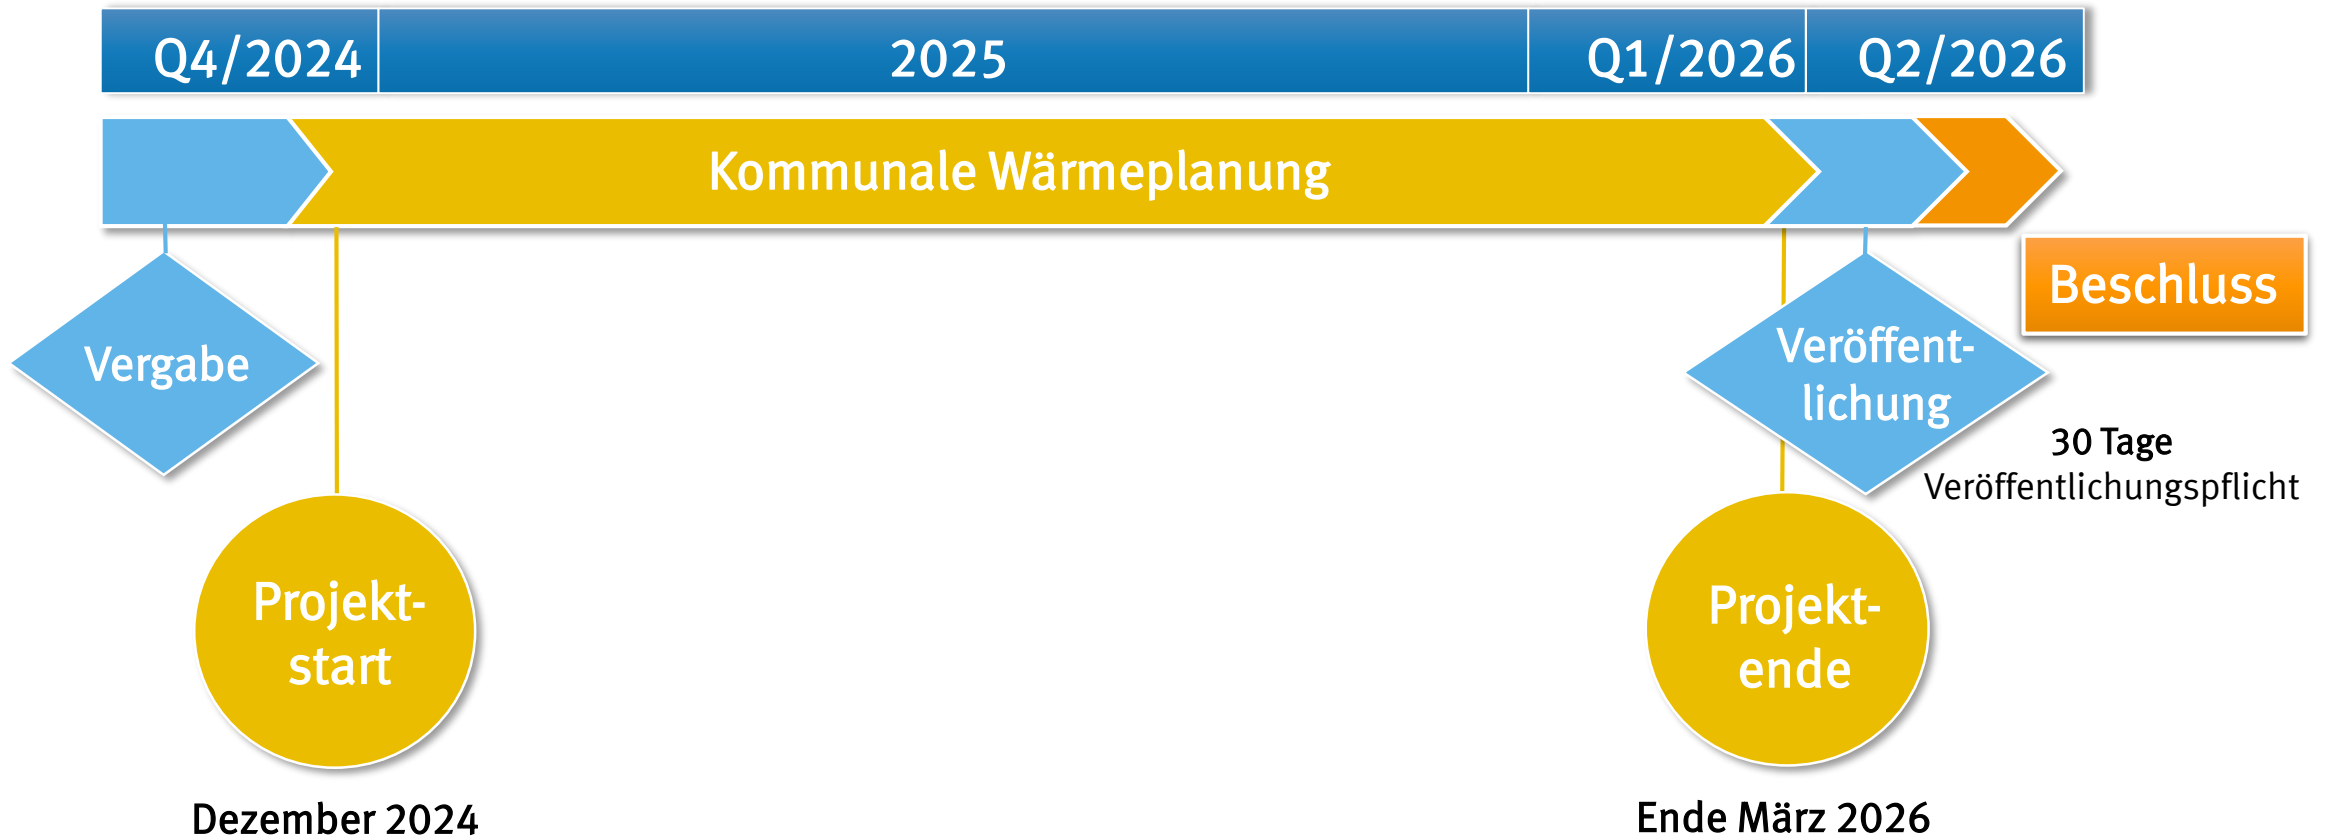 Q4/2024
2025
Q1/2026
Q2/2026
Kommunale Wärmeplanung
Vergabe
Beschluss
Veröffent-
lichung
30 Tage
Veröffentlichungspflicht
Projekt-
start
Projekt-
ende
Dezember 2024
Ende März 2026